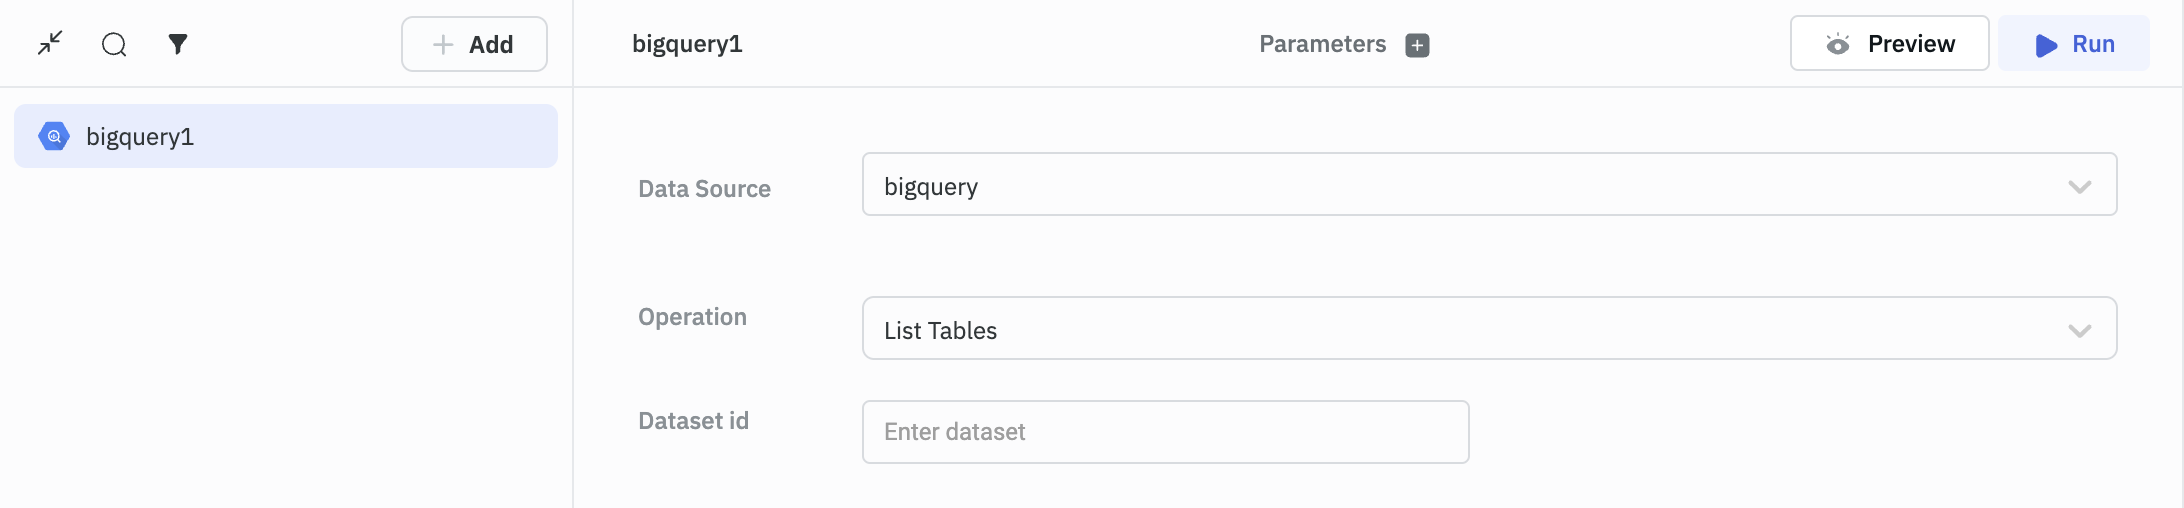 Add
bigquery1
bigquery1
Parameters
Preview
Run
Data Source
bigquery
Operation
List Tables
Dataset id
Enter dataset